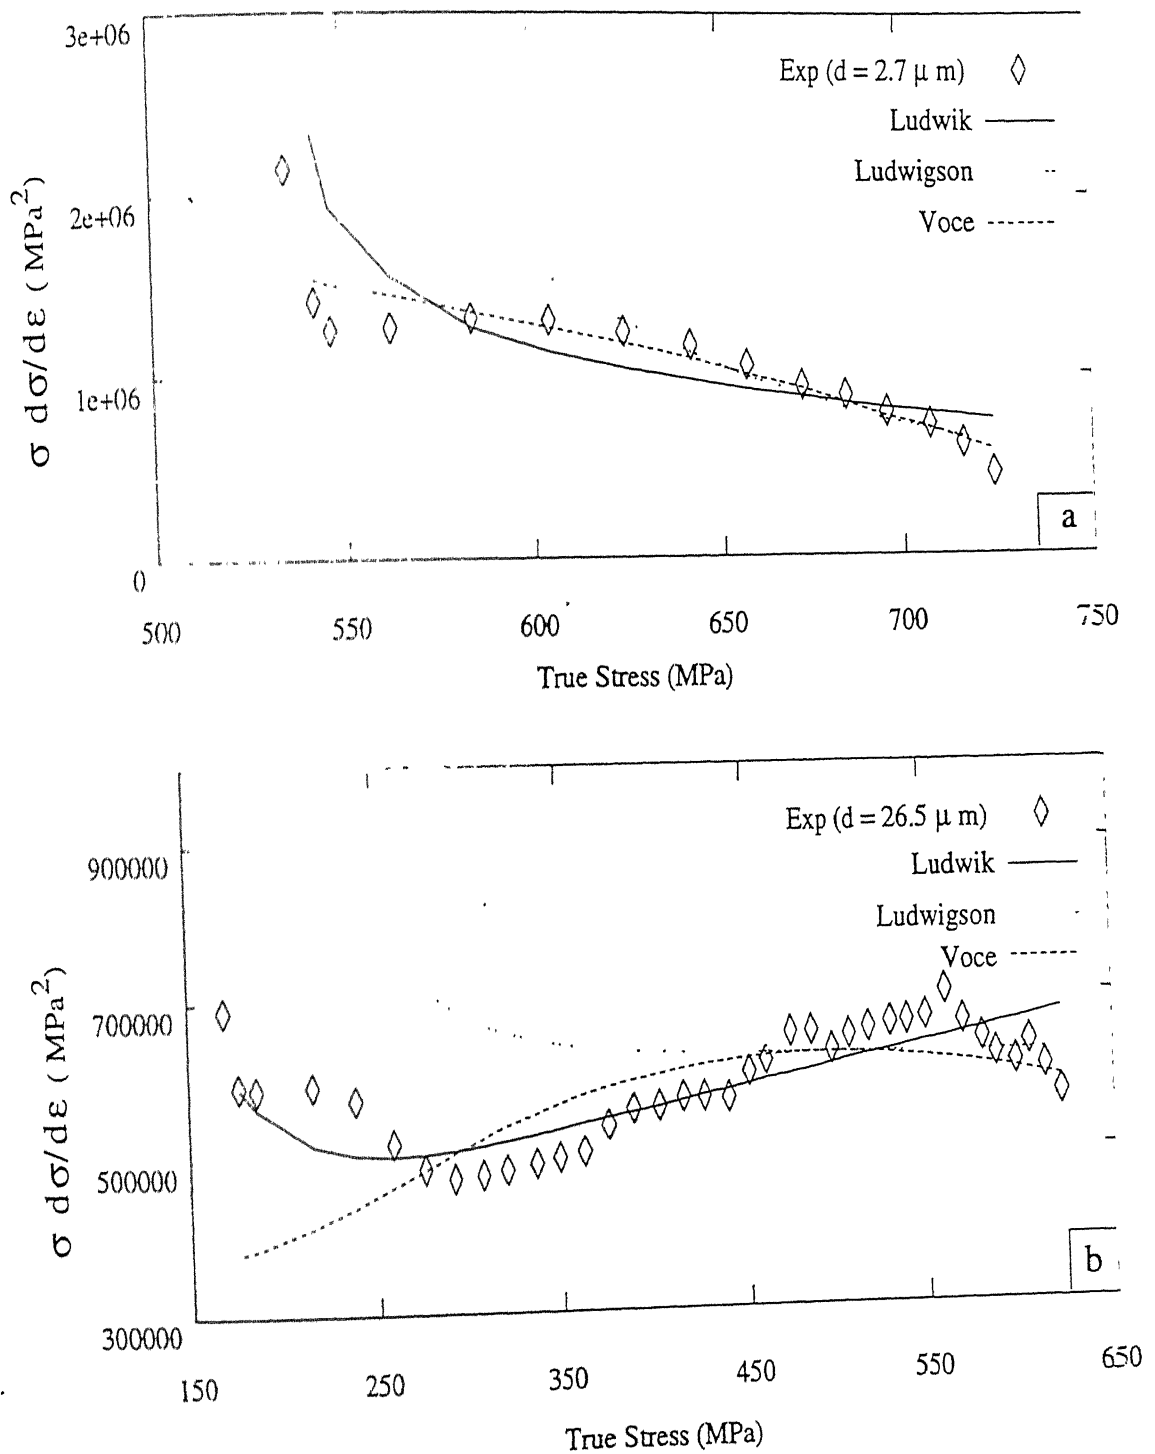 3e+06
Exp (d = 2.7 μ m)
Ludwik
Ludwigson
Voce
2e+06
1e+06
0
σ dσ/dε ( MPa2)
a
500 550 600 650 700 750
True Stress (MPa)
Exp (d = 26.5 μ m)
Ludwik
Ludwigson
Voce
900000
700000
500000
300000
σ dσ/dε ( MPa2)
b
150 250 350 450 550 650
True Stress (MPa)